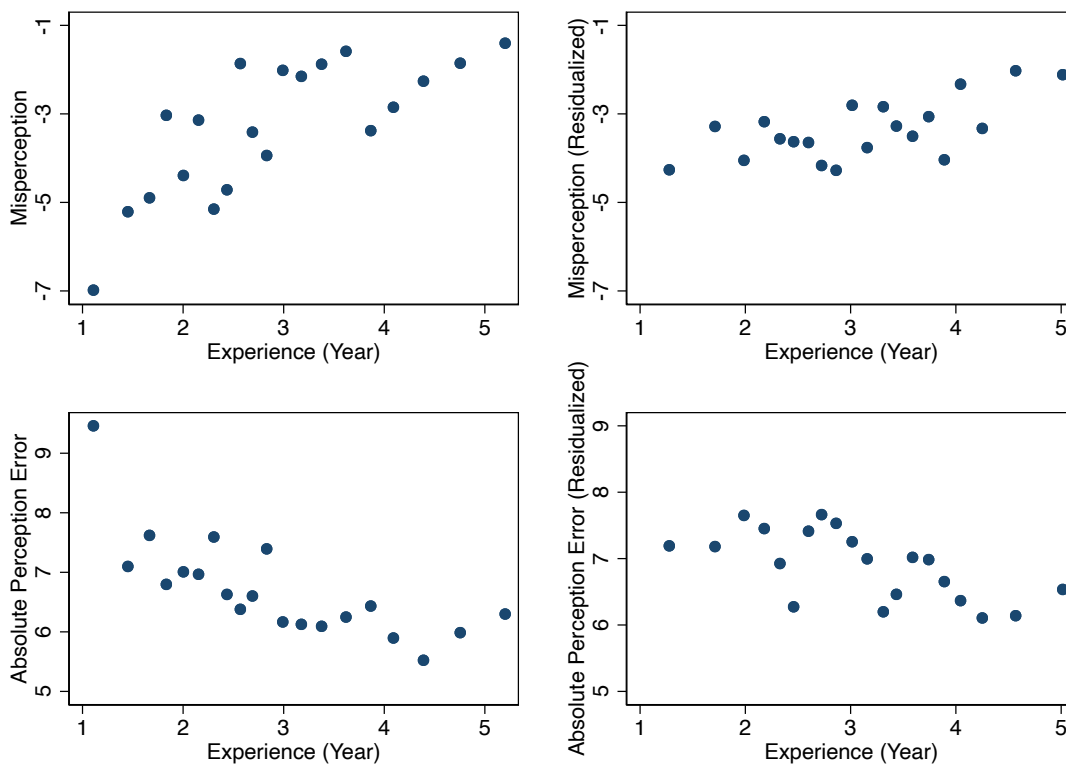 Misperception
-1
-3
-5
-7
1 2 3 4 5
Experience (Year)
Misperception (Residualized)
-1
-3
-5
-7
1 2 3 4 5
Experience (Year)
Absolute Perception Error
9
8
7
6
5
1 2 3 4 5
Experience (Year)
Absolute Perception Error (Residualized)
9
8
7
6
5
1 2 3 4 5
Experience (Year)